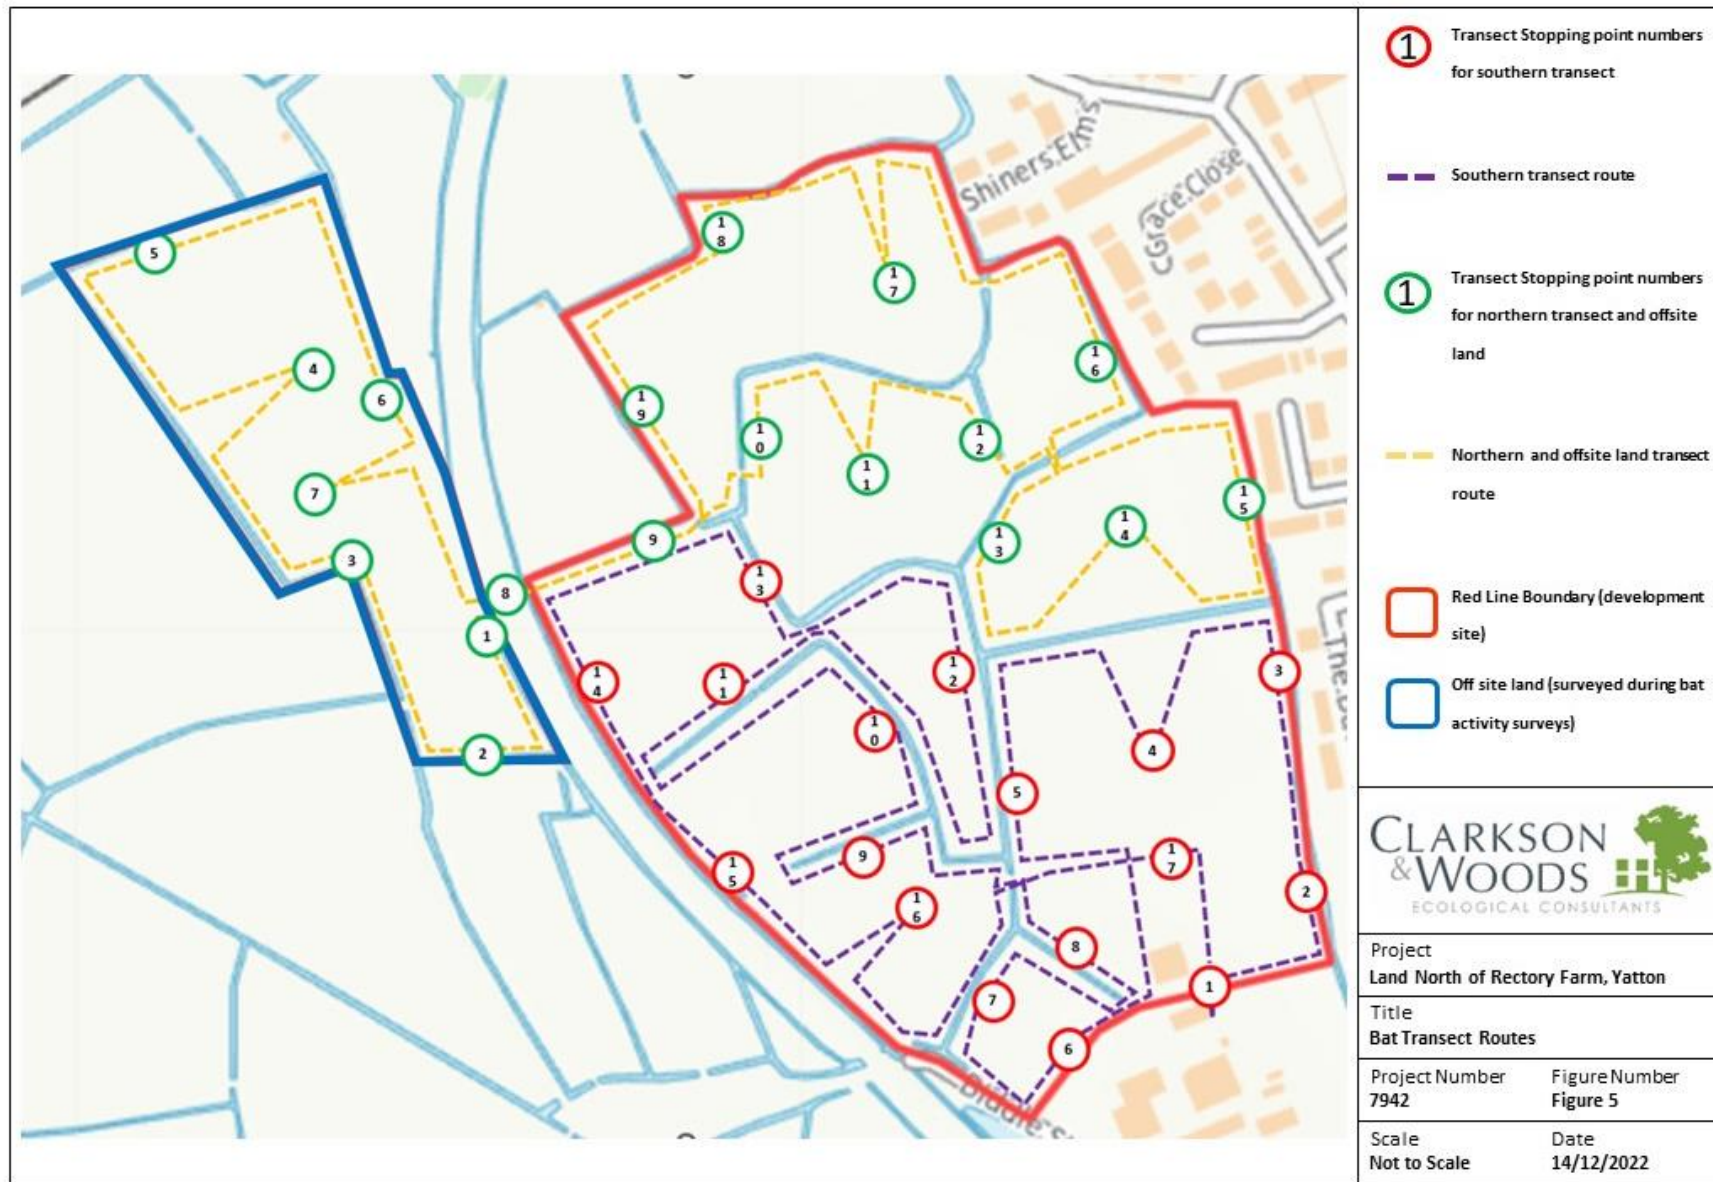 Shiners Elms
Grace Close
5
4
6
7
3
8
1
2
18
17
16
19
10
11
12
9
13
14
15
13
14
11
12
10
3
4
5
9
15
16
17
2
8
7
1
6
1
Transect Stopping point numbers
for southern transect
Southern transect route
1
Transect Stopping point numbers
for northern transect and offsite
land
Northern and offsite land transect
route
Red Line Boundary (development
site)
Off site land (surveyed during bat
activity surveys)
CLARKSON
& WOODS
ECOLOGICAL CONSULTANTS
Project
Land North of Rectory Farm, Yatton
Title
Bat Transect Routes
Project Number
7942
Figure Number
Figure 5
Scale
Not to Scale
Date
14/12/2022